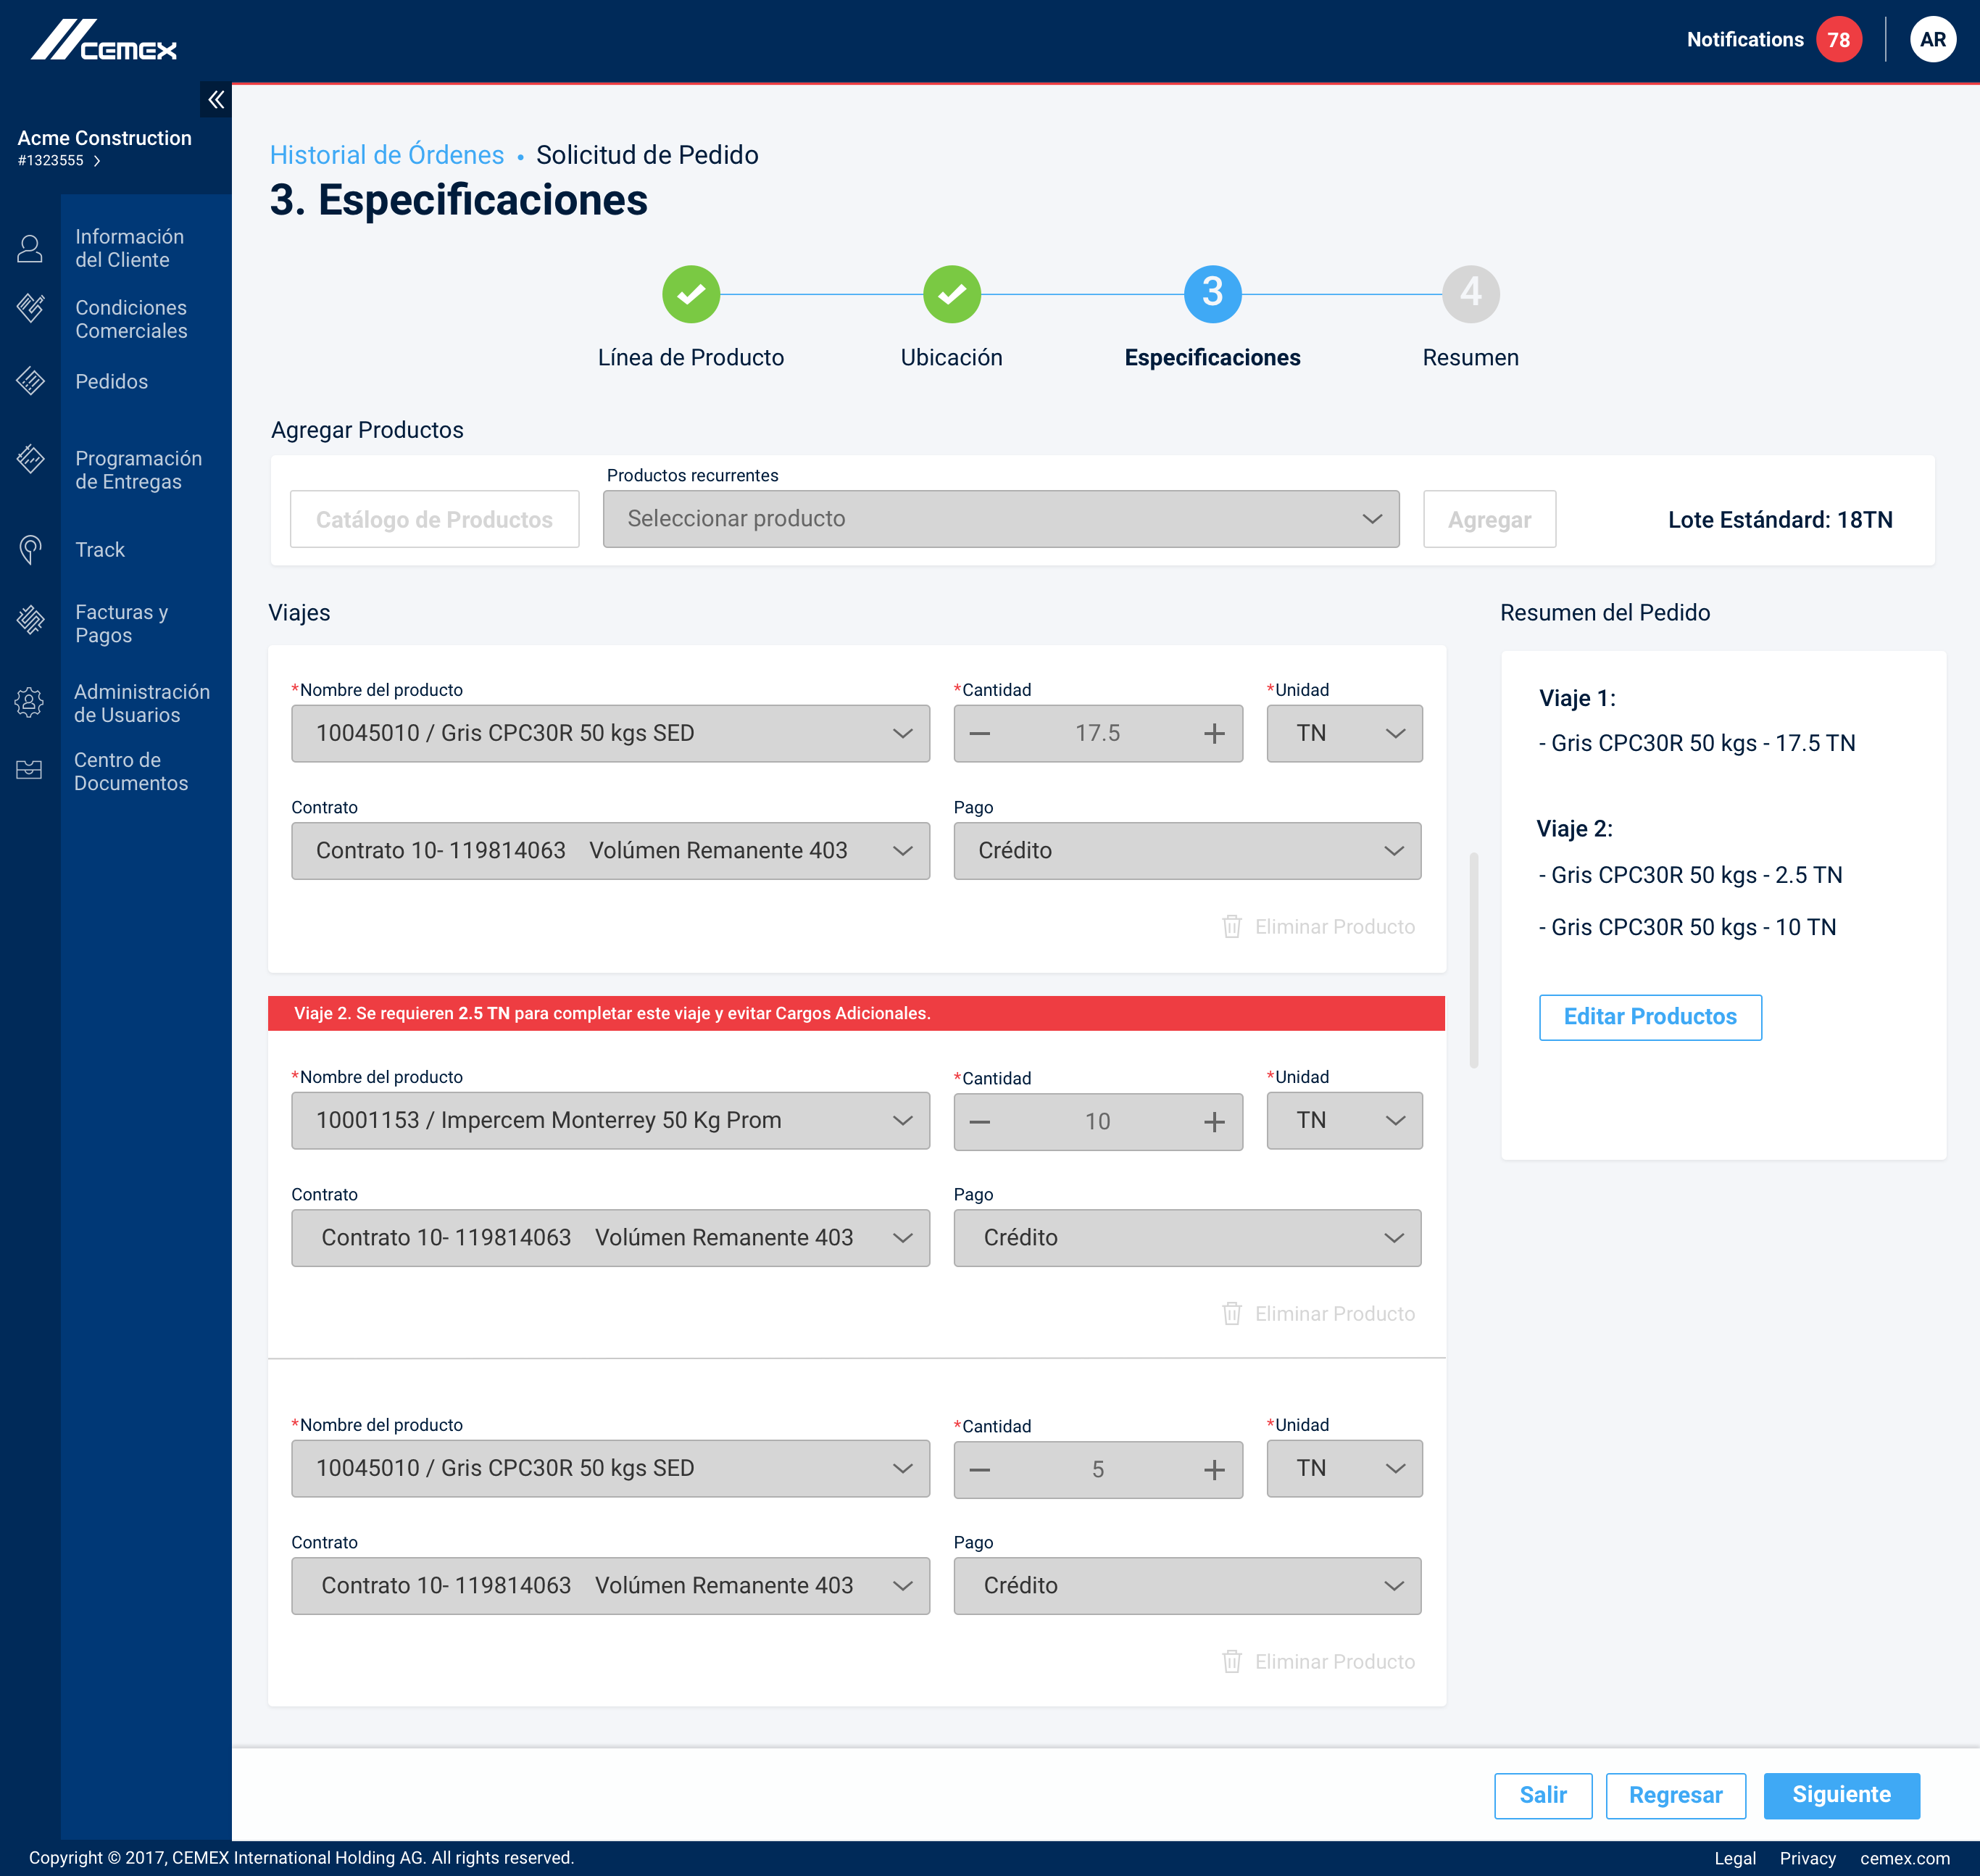 CEMEX
Notifications 78 AR
Acme Construction
#1323555
Información
del Cliente
Condiciones
Comerciales
Pedidos
Programación
de Entregas
Track
Facturas y
Pagos
Administración
de Usuarios
Centro de
Documentos
Historial de Órdenes • Solicitud de Pedido
3. Especificaciones
3 4
Línea de Producto Ubicación Especificaciones Resumen
Agregar Productos
Productos recurrentes
Catálogo de Productos Seleccionar producto Agregar Lote Estándard: 18TN
Viajes
*Nombre del producto *Cantidad *Unidad
10045010 / Gris CPC30R 50 kgs SED 17.5 TN
Contrato Pago
Contrato 10- 119814063 Volúmen Remanente 403 Crédito
Eliminar Producto
Viaje 2. Se requieren 2.5 TN para completar este viaje y evitar Cargos Adicionales.
*Nombre del producto *Cantidad *Unidad
10001153 / Impercem Monterrey 50 Kg Prom 10 TN
Contrato Pago
Contrato 10- 119814063 Volúmen Remanente 403 Crédito
Eliminar Producto
*Nombre del producto *Cantidad *Unidad
10045010 / Gris CPC30R 50 kgs SED 5 TN
Contrato Pago
Contrato 10- 119814063 Volúmen Remanente 403 Crédito
Eliminar Producto
Resumen del Pedido
Viaje 1:
- Gris CPC30R 50 kgs - 17.5 TN
Viaje 2:
- Gris CPC30R 50 kgs - 2.5 TN
- Gris CPC30R 50 kgs - 10 TN
Editar Productos
Salir Regresar Siguiente
Copyright © 2017, CEMEX International Holding AG. All rights reserved. Legal Privacy cemex.com